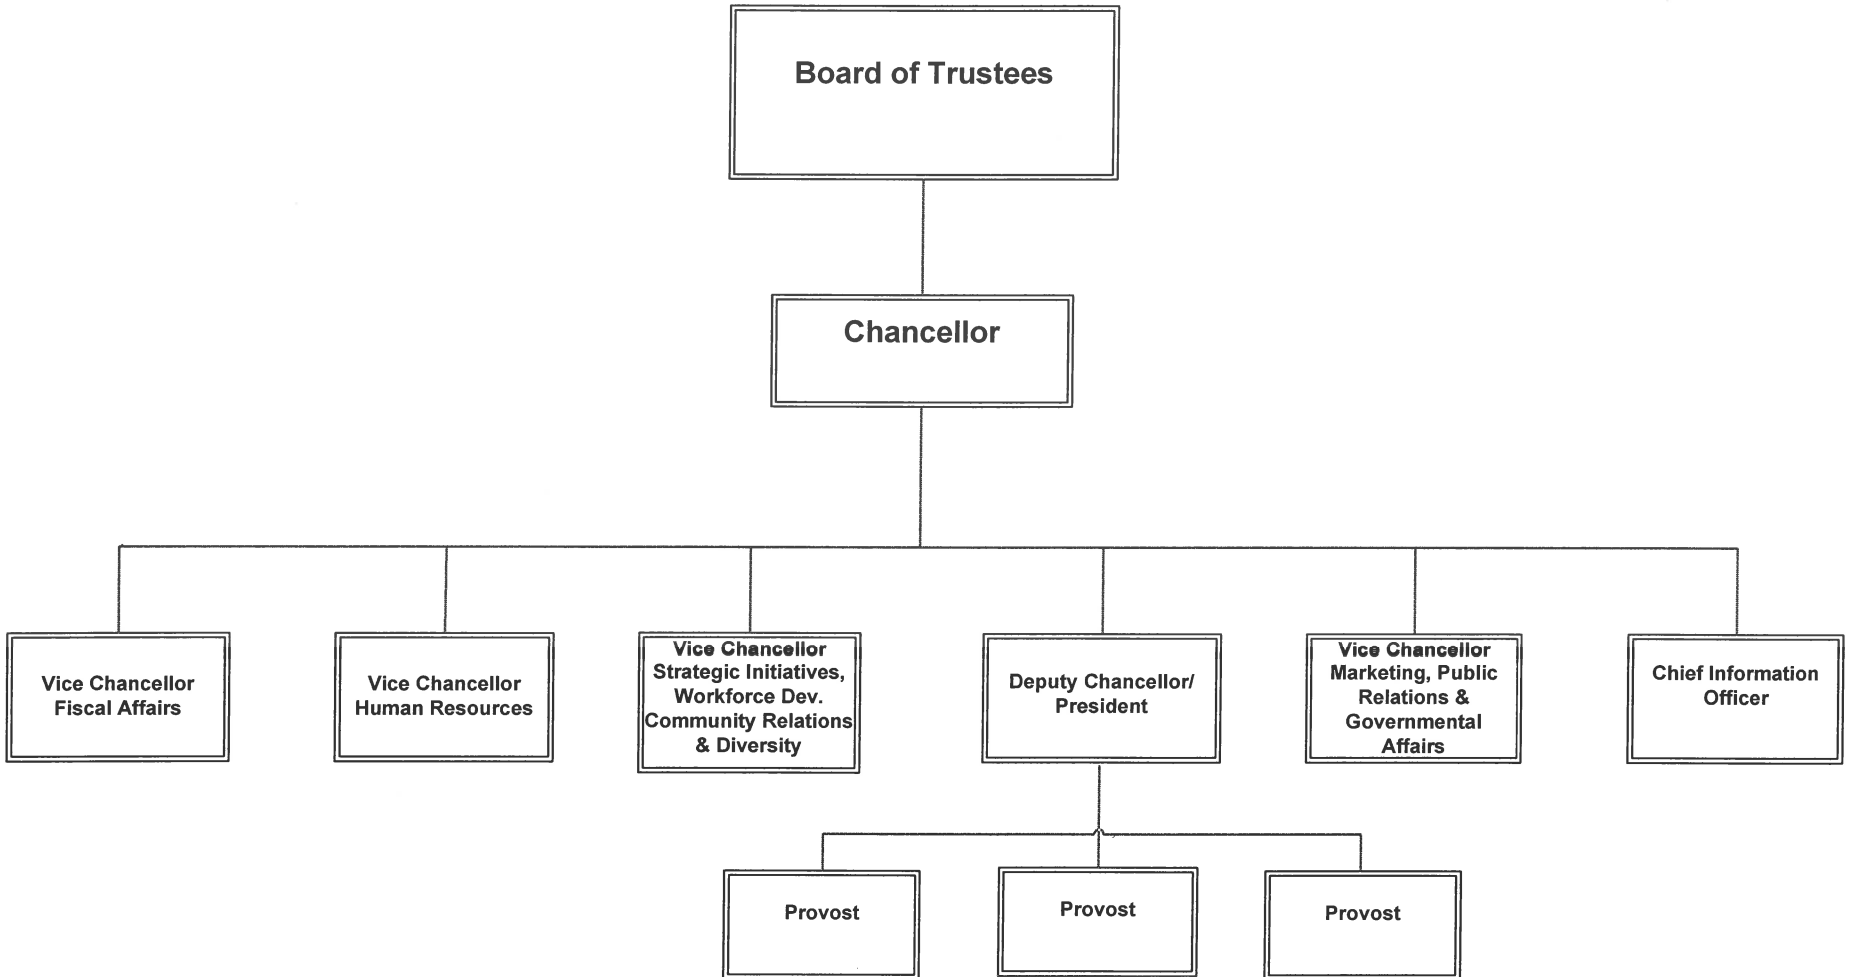 Board of Trustees
Chancellor
Vice Chancellor
Fiscal Affairs
Vice Chancellor
Human Resources
Vice Chancellor
Strategic Initiatives,
Workforce Dev.
Community Relations
& Diversity
Deputy Chancellor/
President
Vice Chancellor
Marketing, Public
Relations &
Governmental
Affairs
Chief Information
Officer
Provost
Provost
Provost